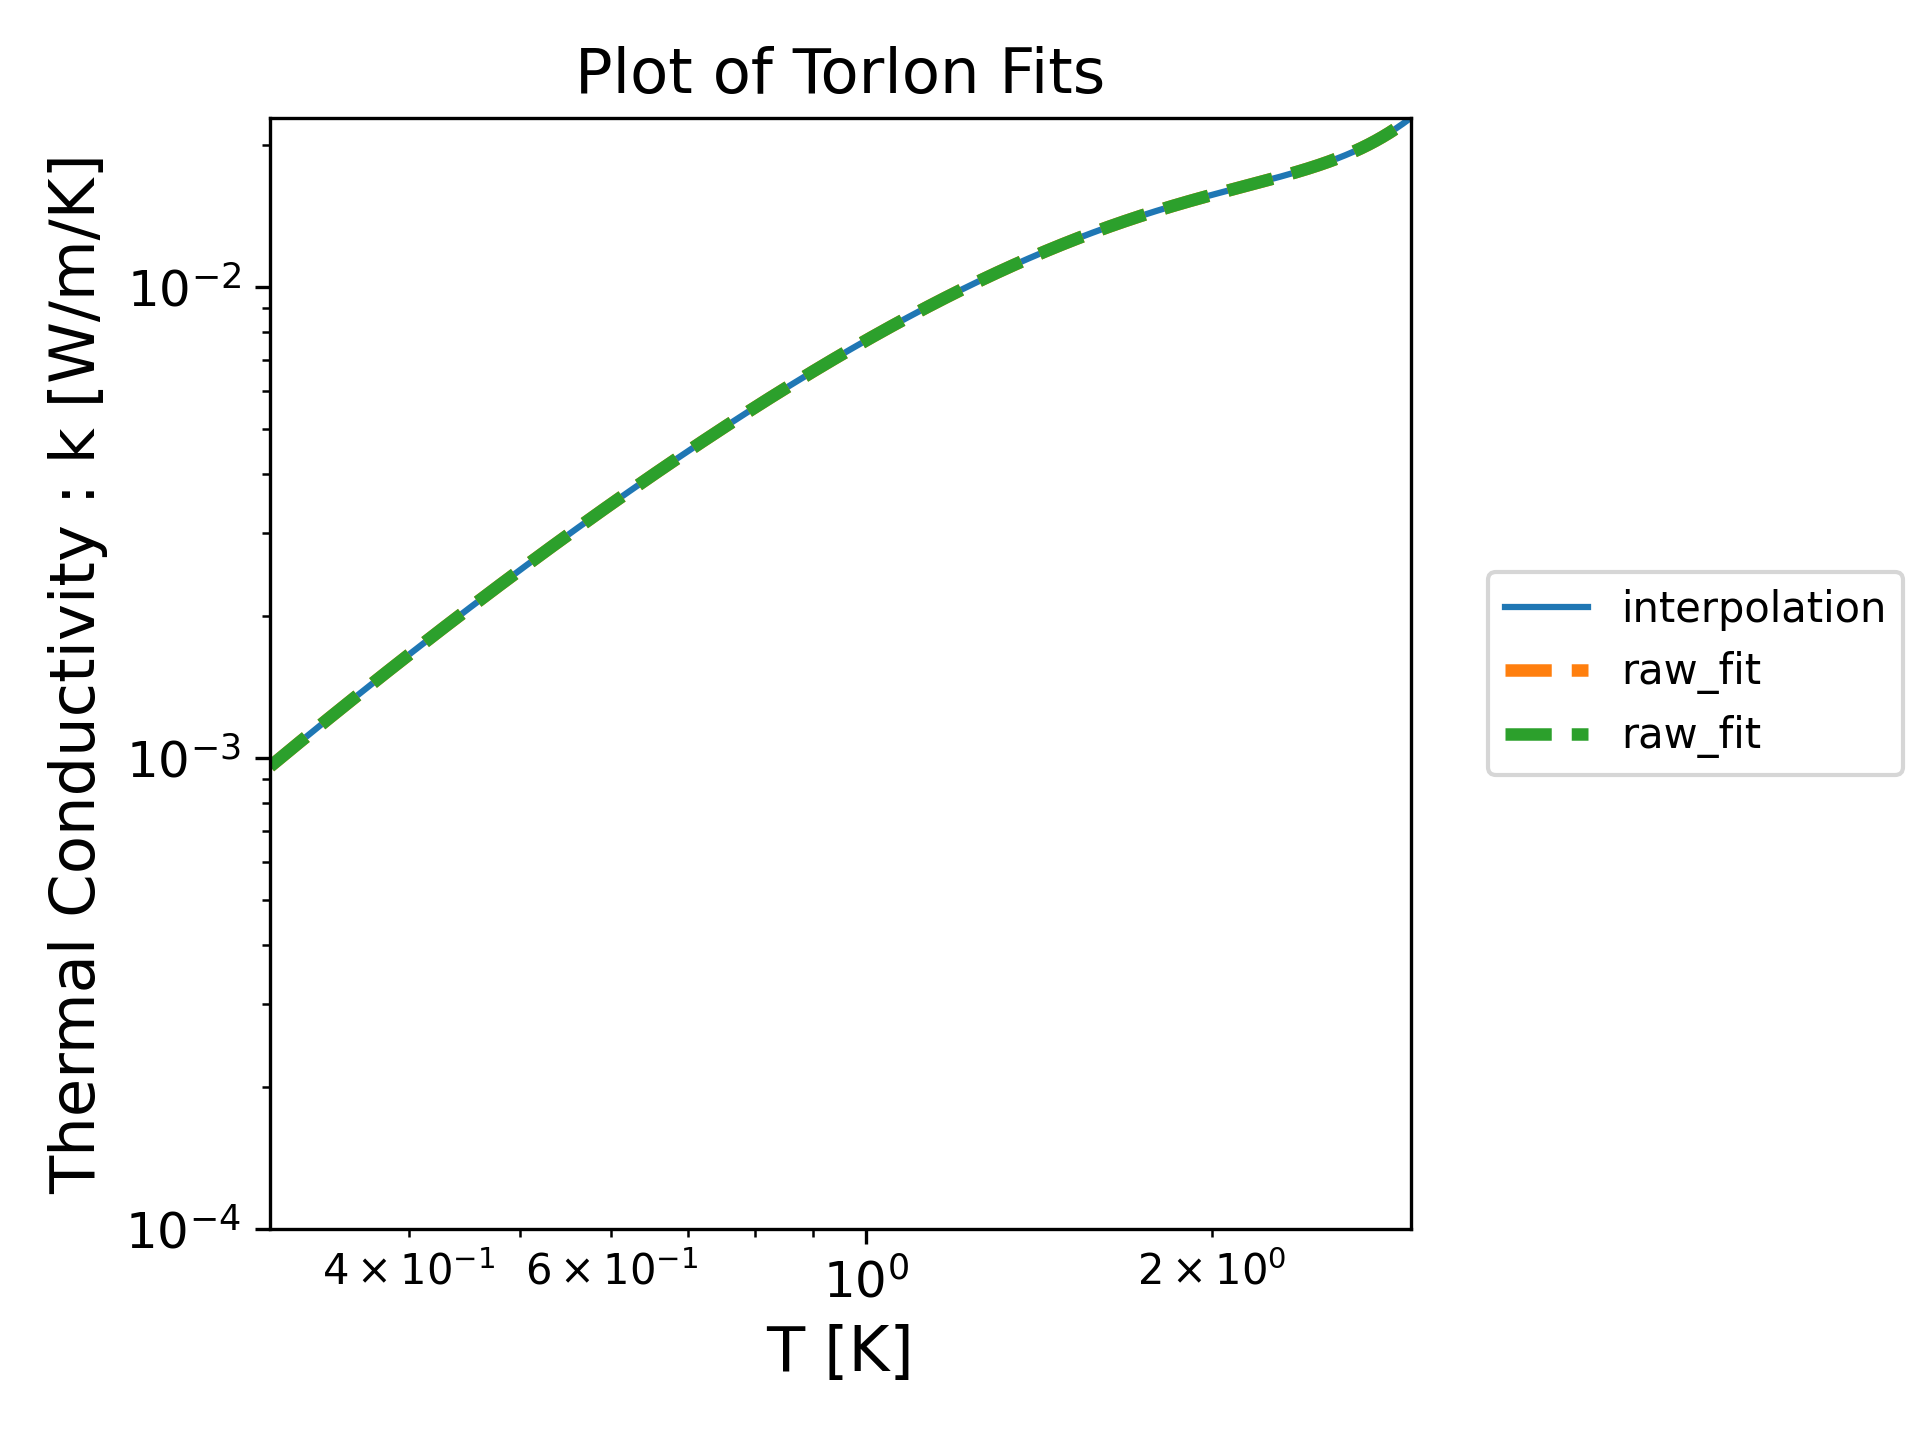 Plot of Torlon Fits
Thermal Conductivity : k [W/m/K]
10⁻²
10⁻³
10⁻⁴
4 × 10⁻¹
6 × 10⁻¹
10⁰
2 × 10⁰
T [K]
interpolation
raw_fit
raw_fit